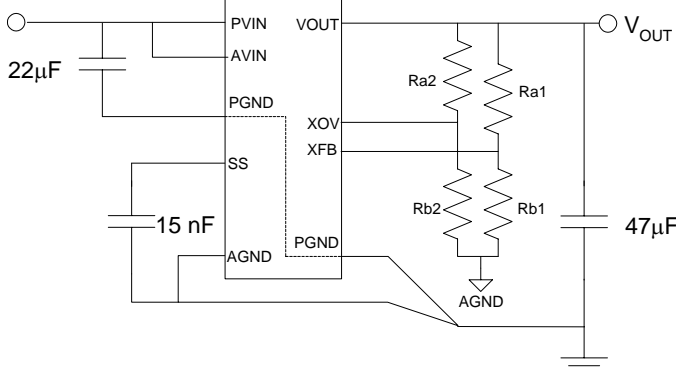 PVIN
VOUT
V_OUT
AVIN
22μF
Ra2
Ra1
PGND
XOV
XFB
SS
Rb2
Rb1
15 nF
47μF
PGND
AGND
AGND